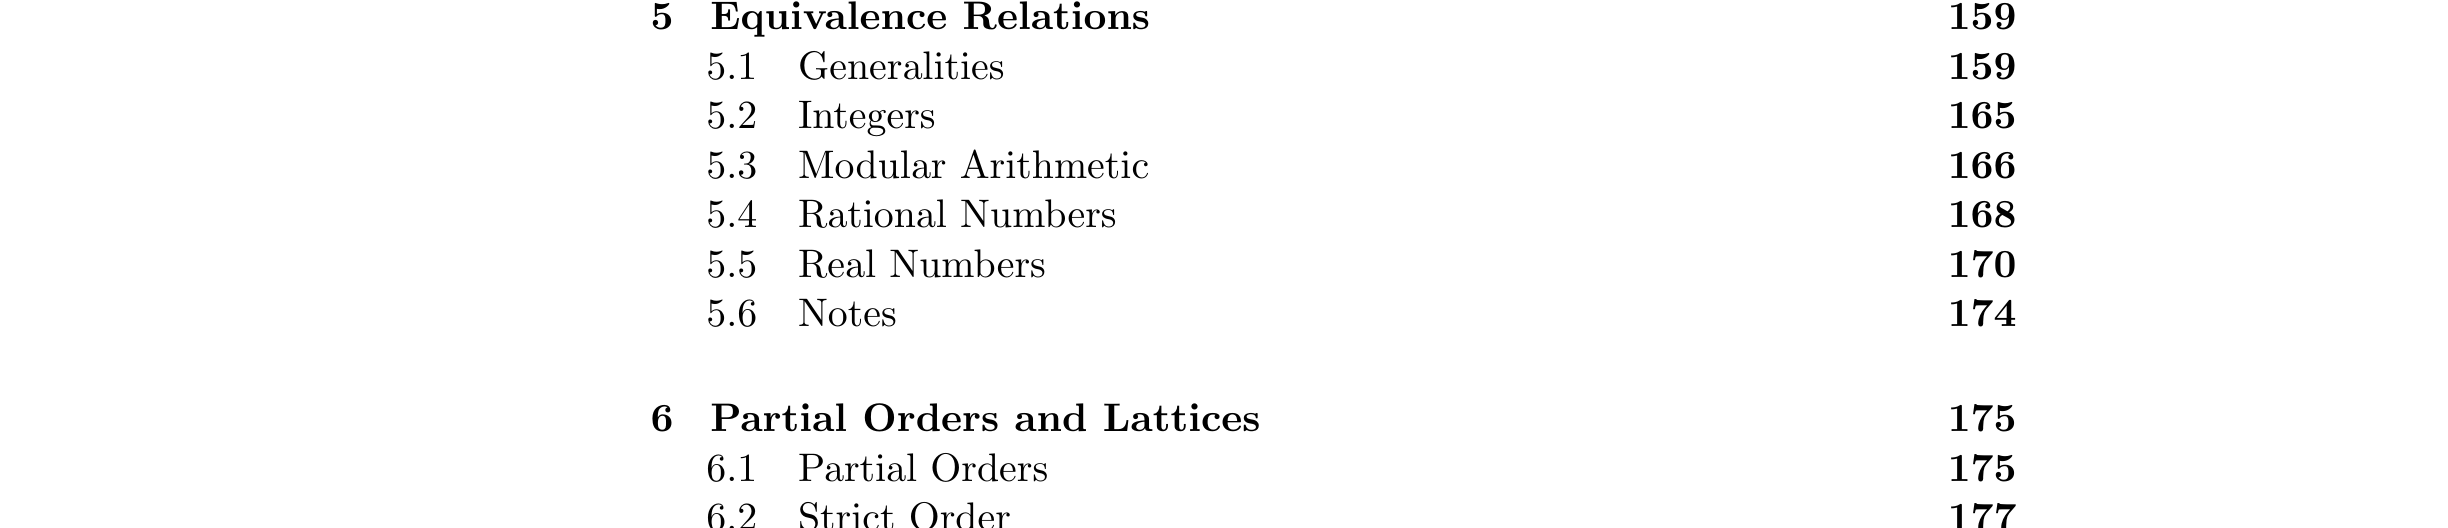 5 Equivalence Relations 159
5.1 Generalities 159
5.2 Integers 165
5.3 Modular Arithmetic 166
5.4 Rational Numbers 168
5.5 Real Numbers 170
5.6 Notes 174
6 Partial Orders and Lattices 175
6.1 Partial Orders 175
6.2 Strict Order 177